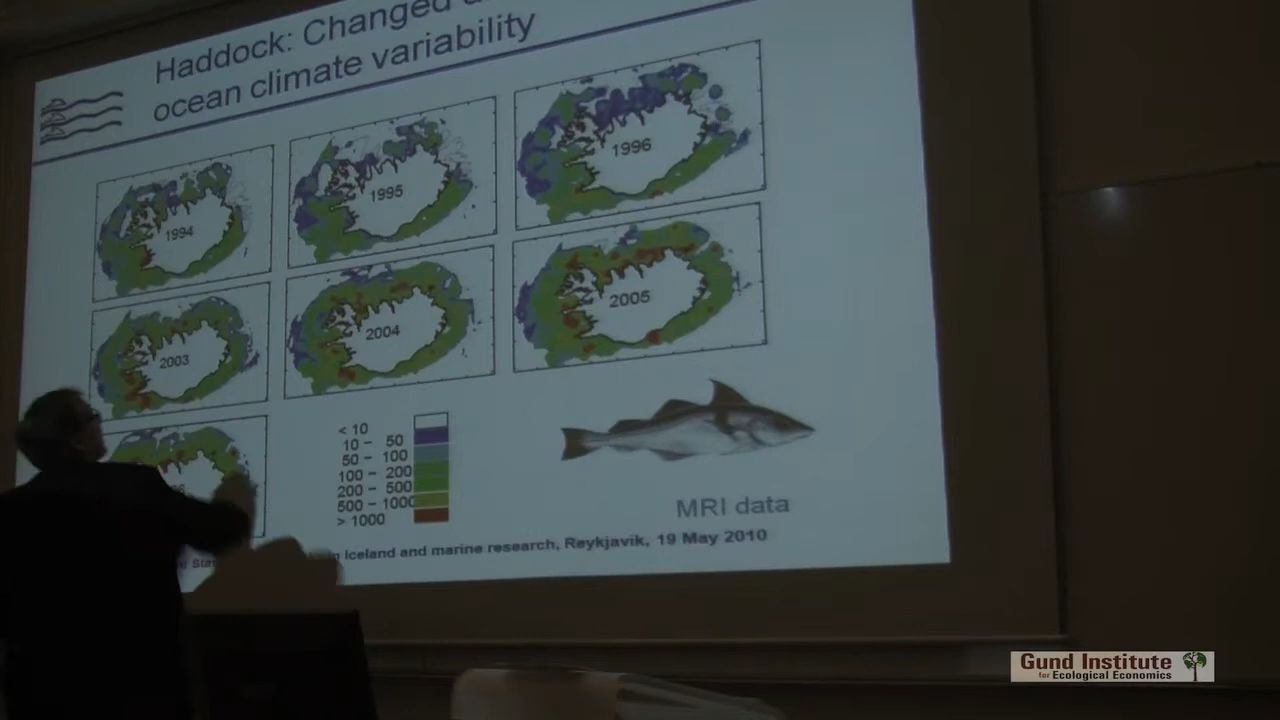 Haddock: Changed
ocean climate variability
1994
1995
1996
2003
2004
2005
< 10
10 – 50
50 – 100
100 – 200
200 – 500
500 – 1000
> 1000
MRI data
Iceland and marine research, Reykjavik, 19 May 2010
Gund Institute
for Ecological Economics